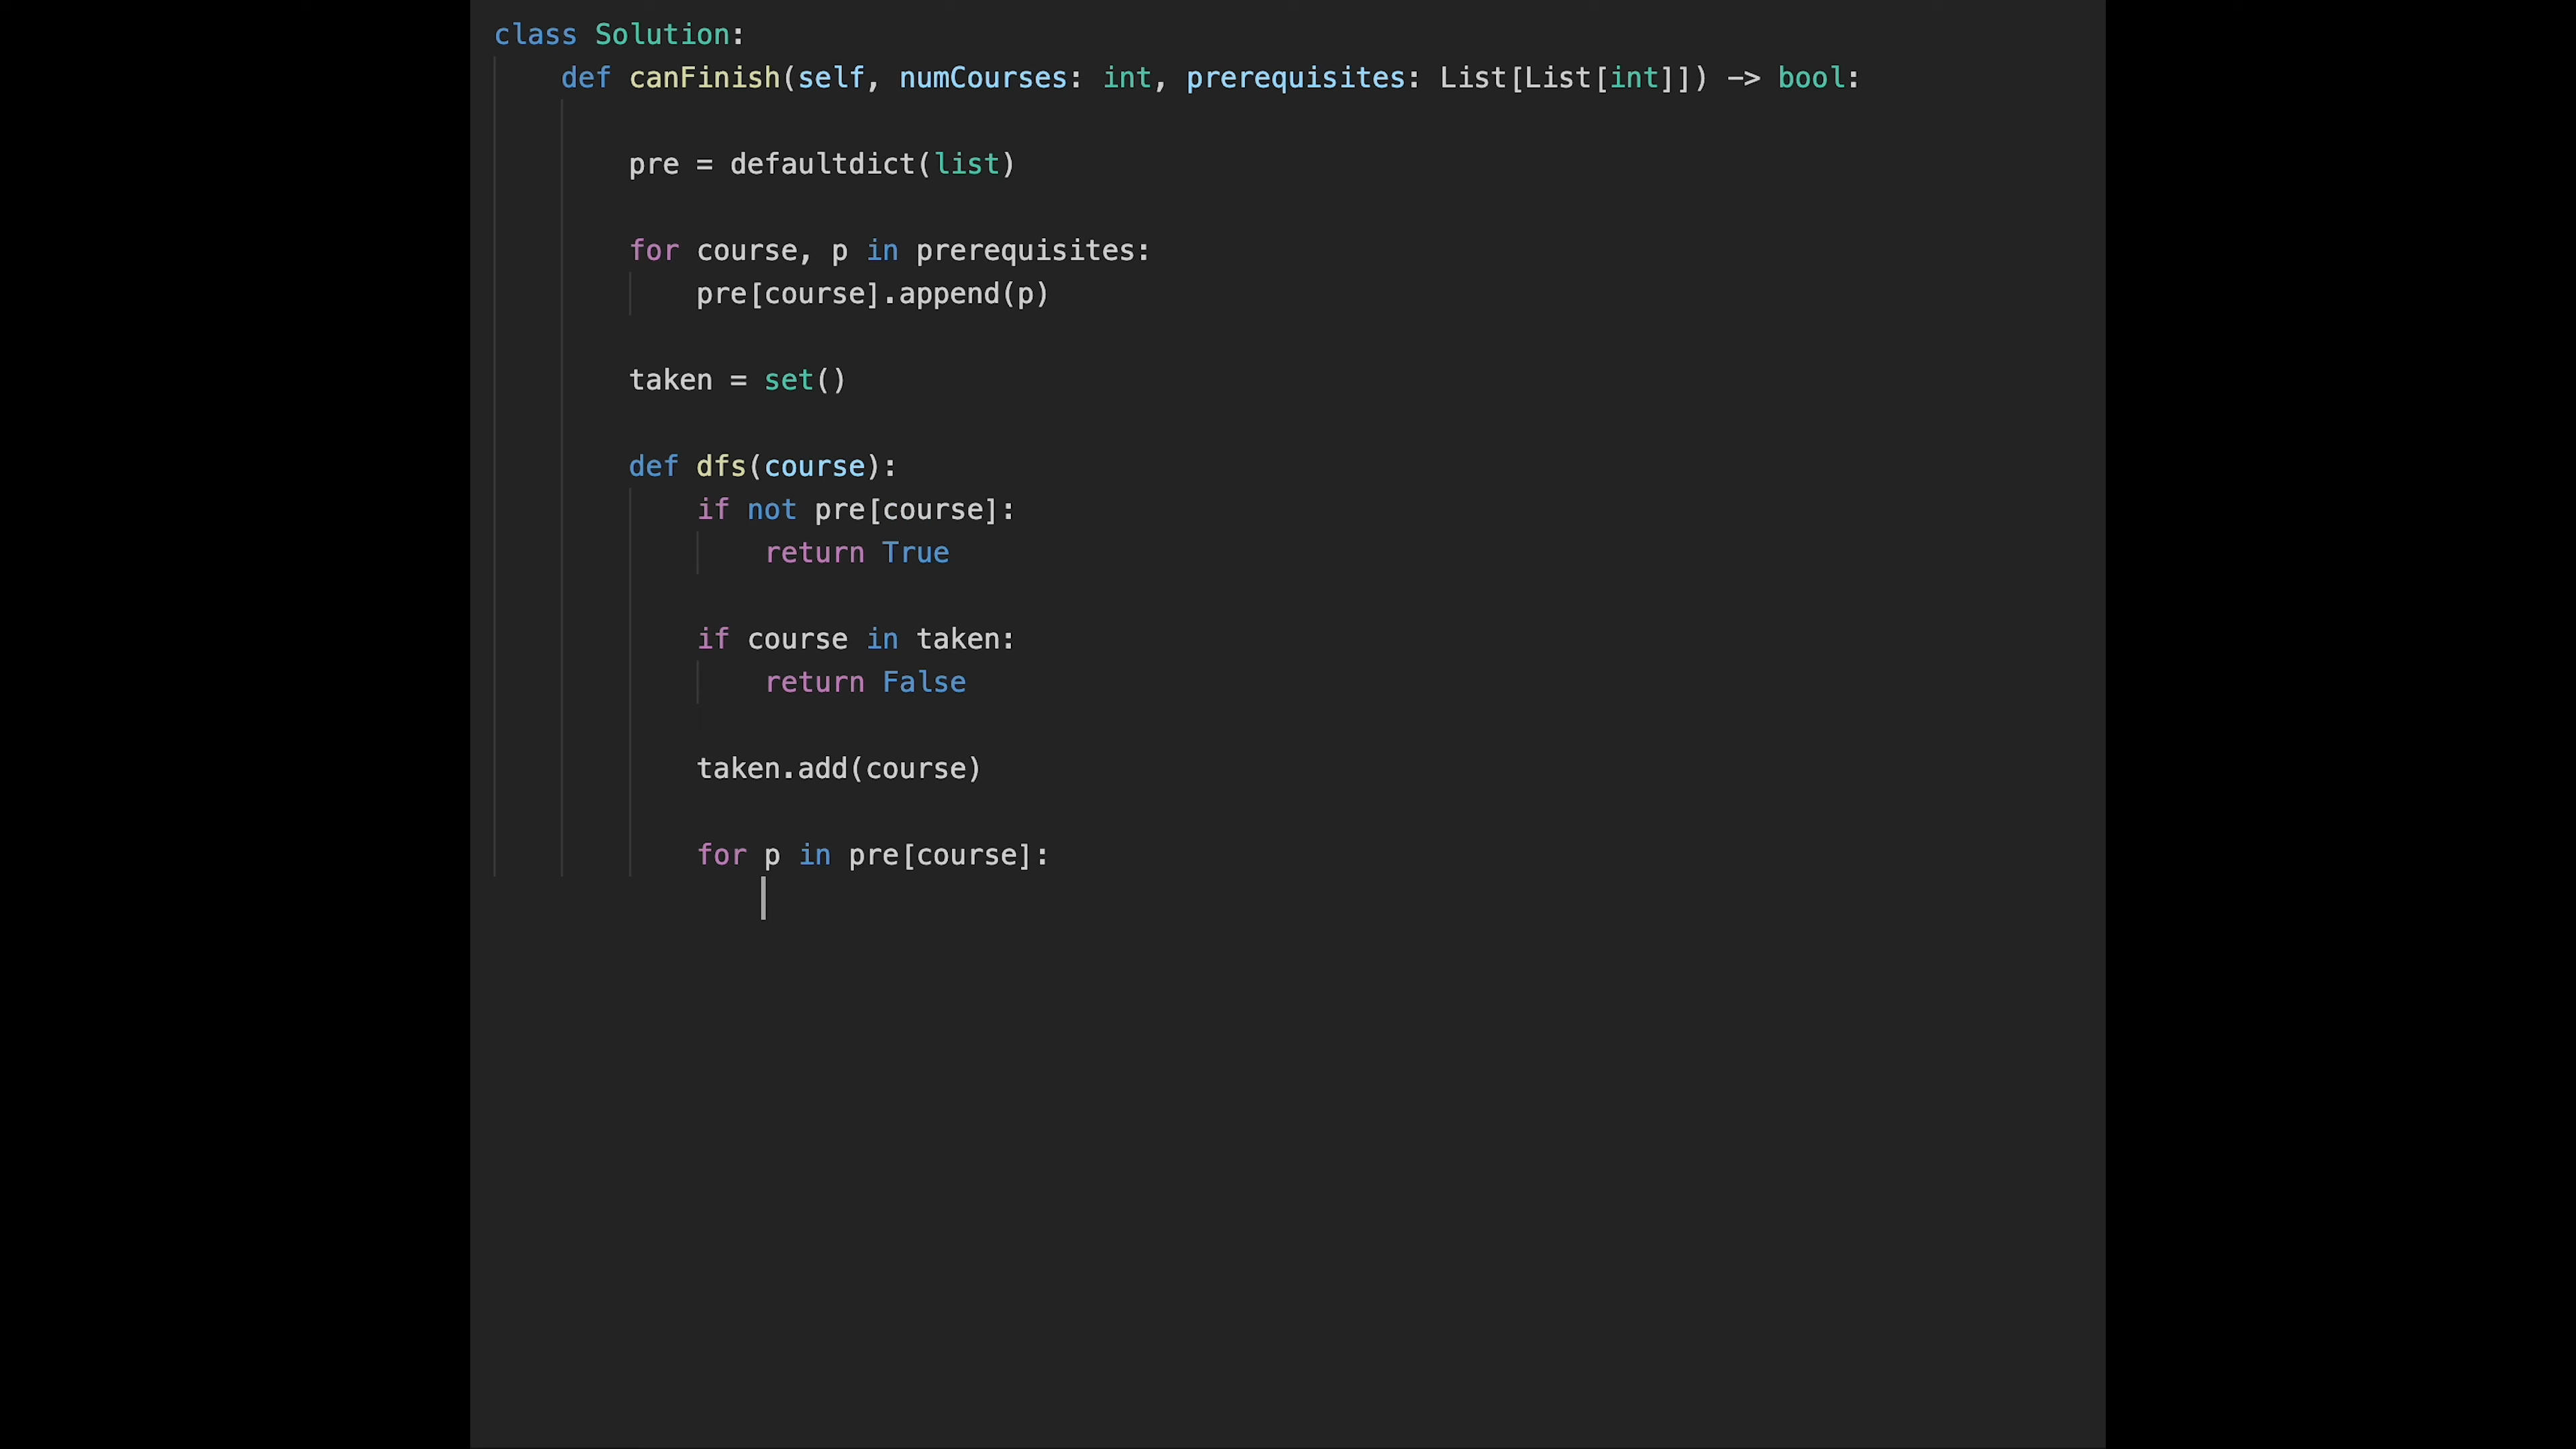 class Solution:
def canFinish(self, numCourses: int, prerequisites: List[List[int]]) -> bool:
pre = defaultdict(list)
for course, p in prerequisites:
pre[course].append(p)
taken = set()
def dfs(course):
if not pre[course]:
return True
if course in taken:
return False
taken.add(course)
for p in pre[course]: